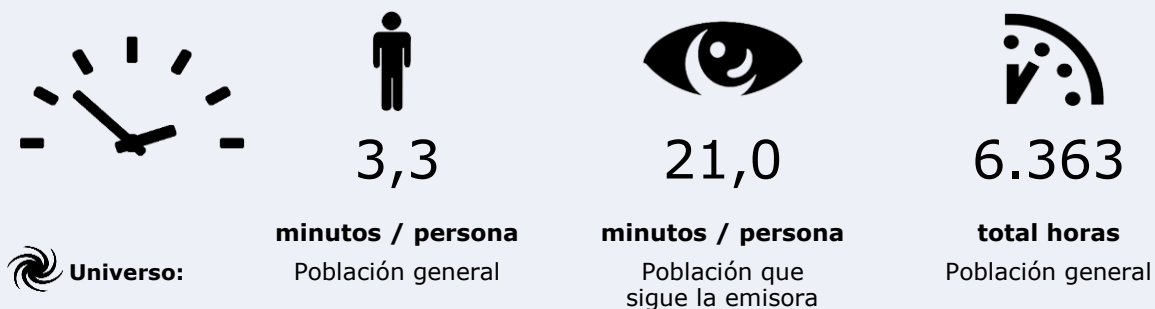 3,3
21,0
6.363
minutos / persona
minutos / persona
total horas
Universo:
Población general
Población que
sigue la emisora
Población general